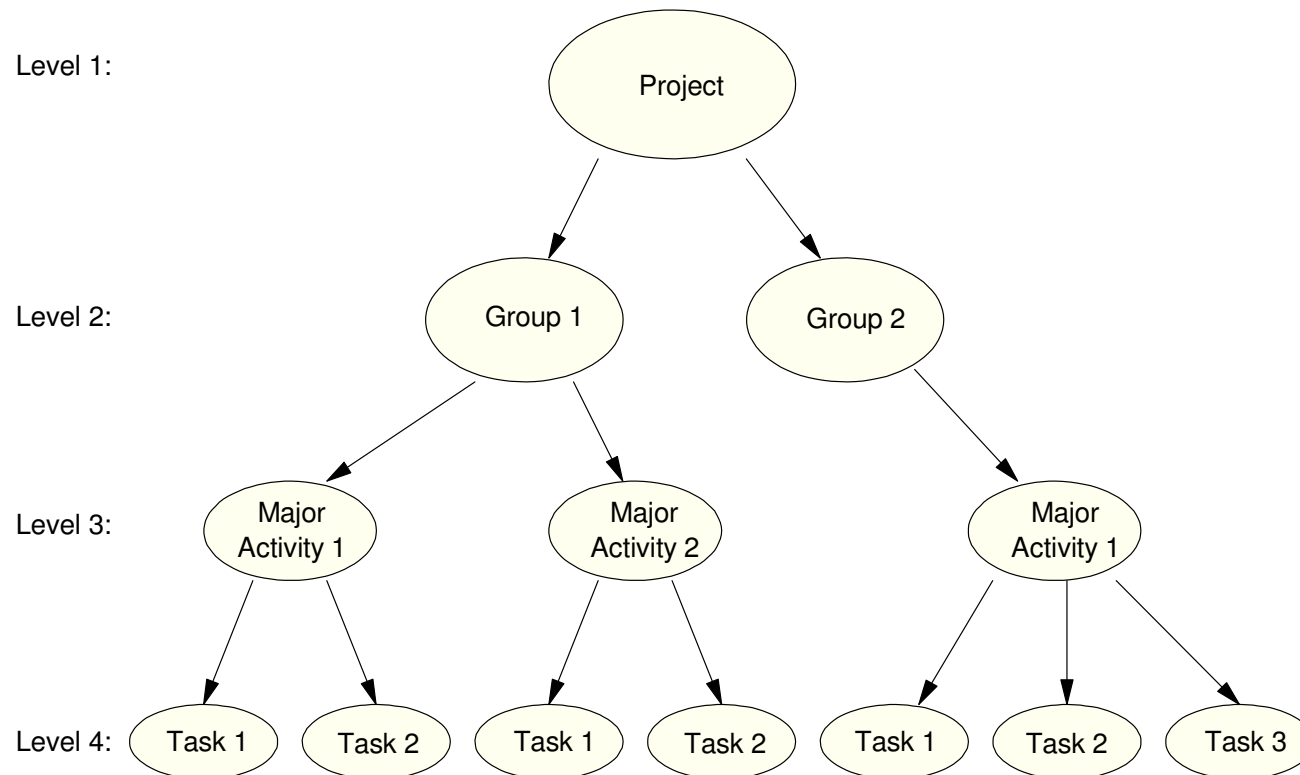 Level 1:
Project
Level 2:
Group 1
Group 2
Level 3:
Major
Activity 1
Major
Activity 2
Major
Activity 1
Level 4:
Task 1
Task 2
Task 1
Task 2
Task 1
Task 2
Task 3